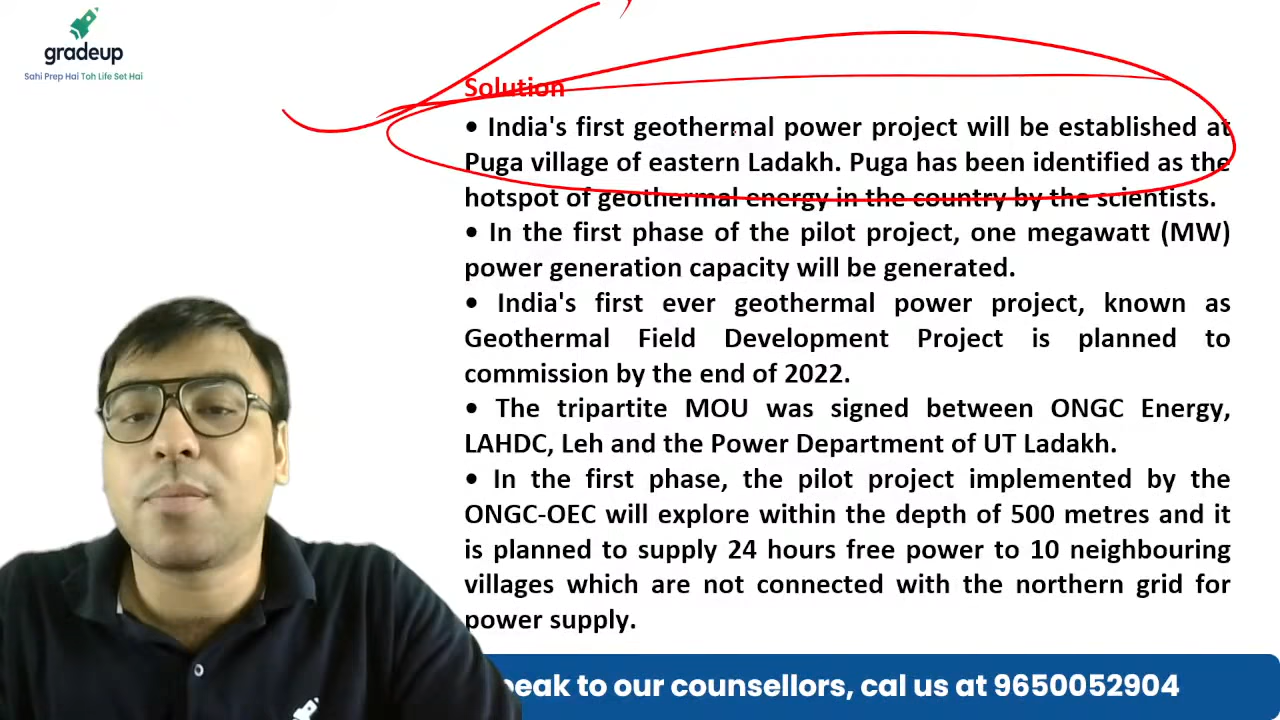 gradeup
Sahi Prep Hai Toh Life Set Hai
Solution
• India's first geothermal power project will be established at
Puga village of eastern Ladakh. Puga has been identified as the
hotspot of geothermal energy in the country by the scientists.
• In the first phase of the pilot project, one megawatt (MW)
power generation capacity will be generated.
• India's first ever geothermal power project, known as
Geothermal Field Development Project is planned to
commission by the end of 2022.
• The tripartite MOU was signed between ONGC Energy,
LAHDC, Leh and the Power Department of UT Ladakh.
• In the first phase, the pilot project implemented by the
ONGC-OEC will explore within the depth of 500 metres and it
is planned to supply 24 hours free power to 10 neighbouring
villages which are not connected with the northern grid for
power supply.
peak to our counsellors, cal us at 9650052904